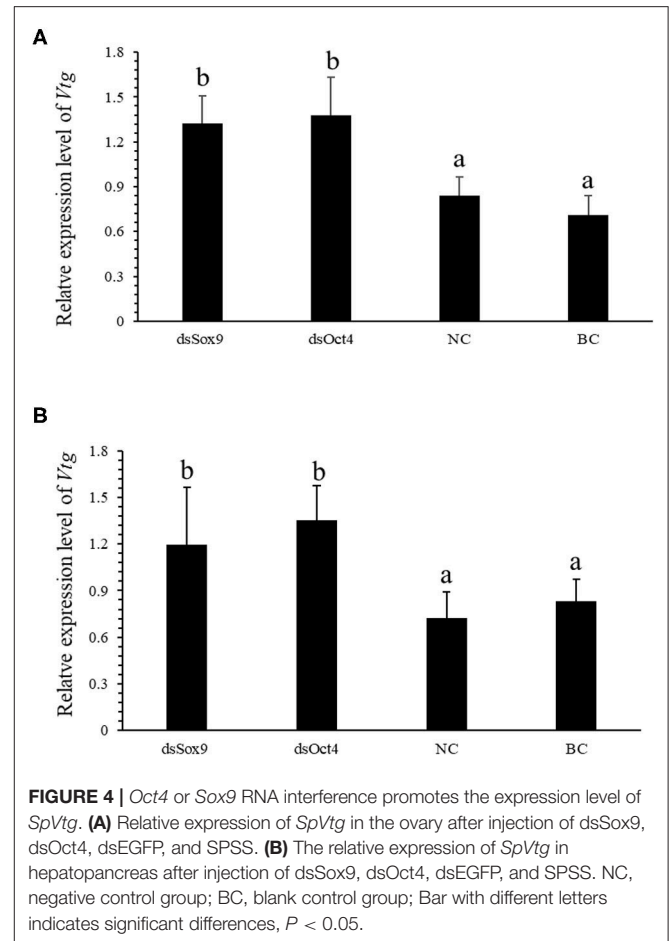 A
1.8
1.5
1.2
0.9
0.6
0.3
0
Relatve expression level of Vtg
b
b
a
a
dsSox9 dsOct4 NC BC
B
1.8
1.5
1.2
0.9
0.6
0.3
0
Relatve expression level of Vtg
b
b
a
a
dsSox9 dsOct4 NC BC
FIGURE 4 | Oct4 or Sox9 RNA interference promotes the expression level of
SpVtg. (A) Relative expression of SpVtg in the ovary after injection of dsSox9,
dsOct4, dsEGFP, and SPSS. (B) The relative expression of SpVtg in
hepatopancreas after injection of dsSox9, dsOct4, dsEGFP, and SPSS. NC,
negative control group; BC, blank control group; Bar with different letters
indicates significant differences, P < 0.05.